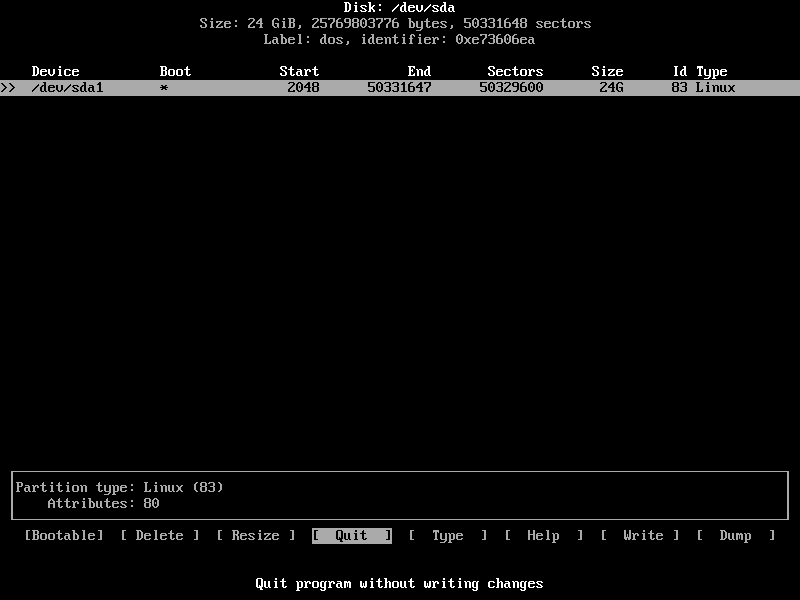 Disk: /dev/sda
Size: 24 GiB, 25769803776 bytes, 50331648 sectors
Label: dos, identifier: 0xe73606ea
Device Boot Start End Sectors Size Id Type
>> /dev/sda1 * 2048 50331647 50329600 24G 83 Linux
Partition type: Linux (83)
Attributes: 80
[Bootable] [ Delete ] [ Resize ] [ Quit ] [ Type ] [ Help ] [ Write ] [ Dump ]
Quit program without writing changes